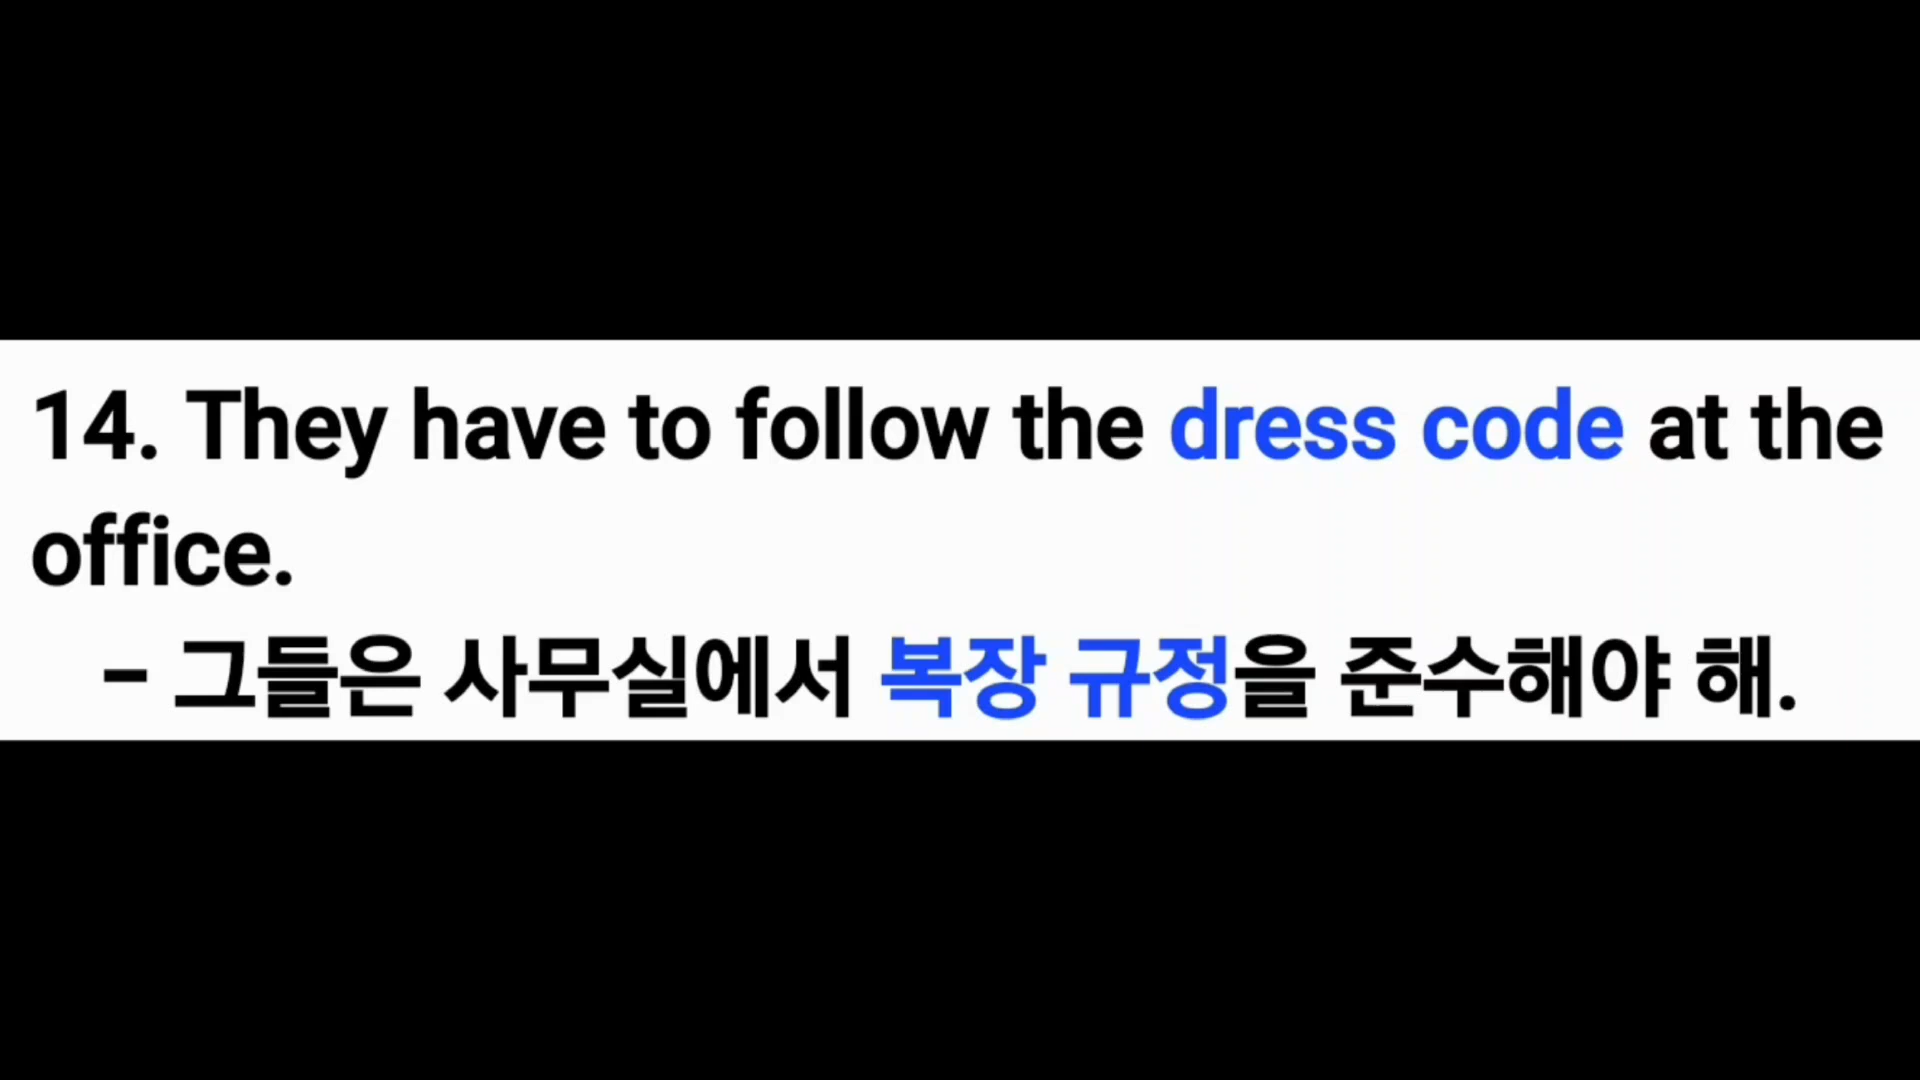 14. They have to follow the dress code at the
office.
- 그들은 사무실에서 복장 규정을 준수해야 해.